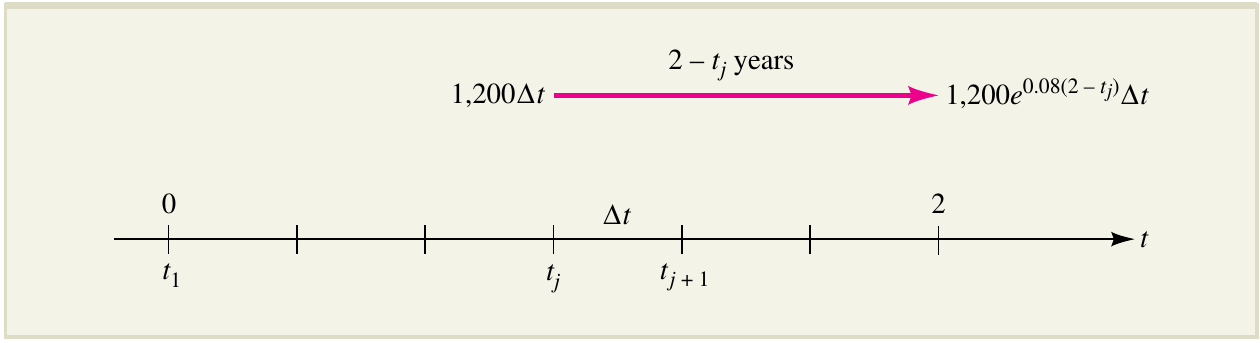 2 – t_j years
1,200Δt 1,200e^{0.08(2 – t_j)}Δt
0 Δt 2
t
t_1 t_j t_{j + 1}